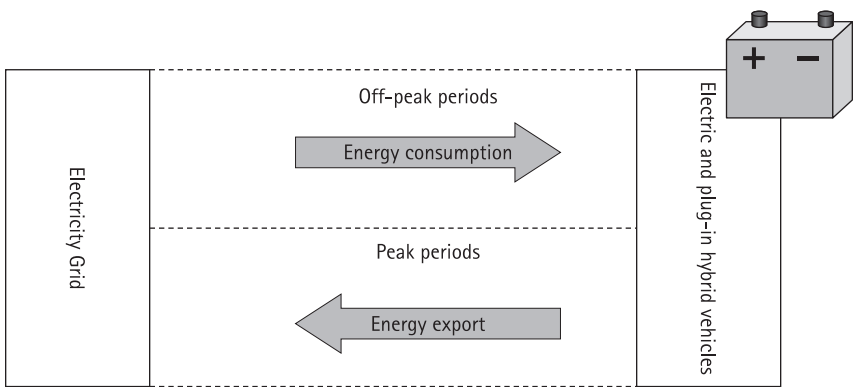 Electricity Grid
Off-peak periods
Energy consumption
Peak periods
Energy export
Electric and plug-in hybrid vehicles
+ −